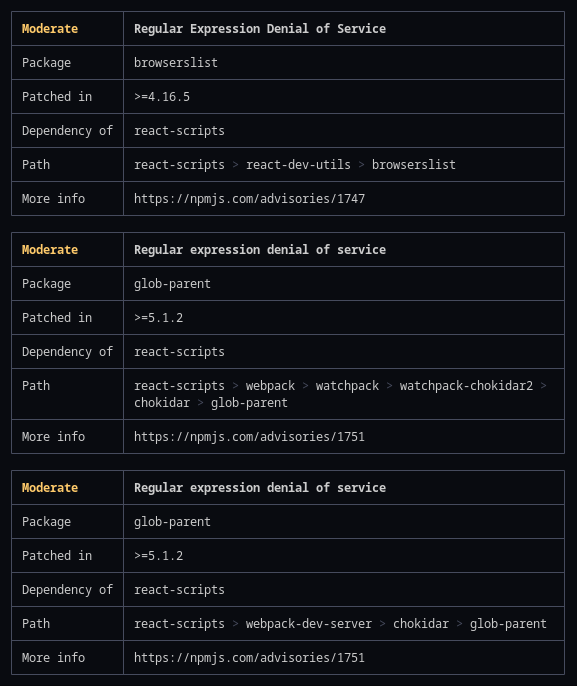 Moderate Regular Expression Denial of Service
Package browserslist
Patched in >=4.16.5
Dependency of react-scripts
Path react-scripts > react-dev-utils > browserslist
More info https://npmjs.com/advisories/1747
Moderate Regular expression denial of service
Package glob-parent
Patched in >=5.1.2
Dependency of react-scripts
Path react-scripts > webpack > watchpack > watchpack-chokidar2 >
chokidar > glob-parent
More info https://npmjs.com/advisories/1751
Moderate Regular expression denial of service
Package glob-parent
Patched in >=5.1.2
Dependency of react-scripts
Path react-scripts > webpack-dev-server > chokidar > glob-parent
More info https://npmjs.com/advisories/1751